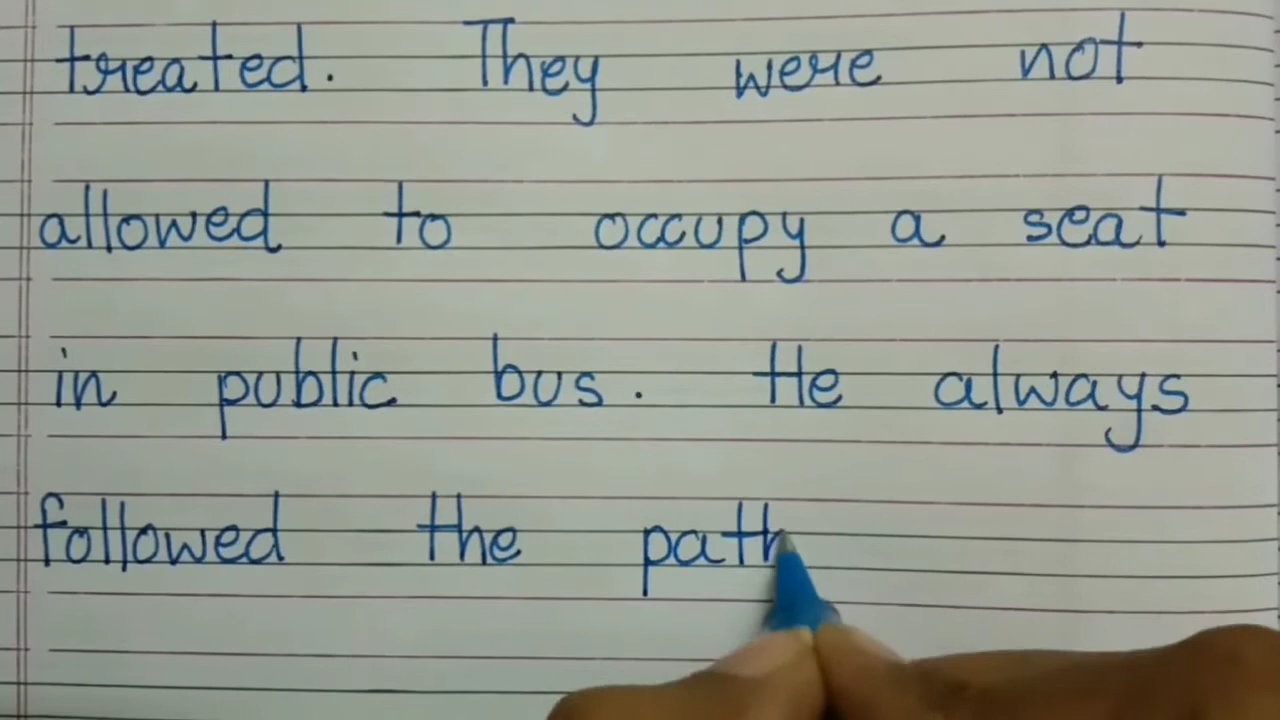 treated. They were not
allowed to occupy a seat
in public bus. He always
followed the path